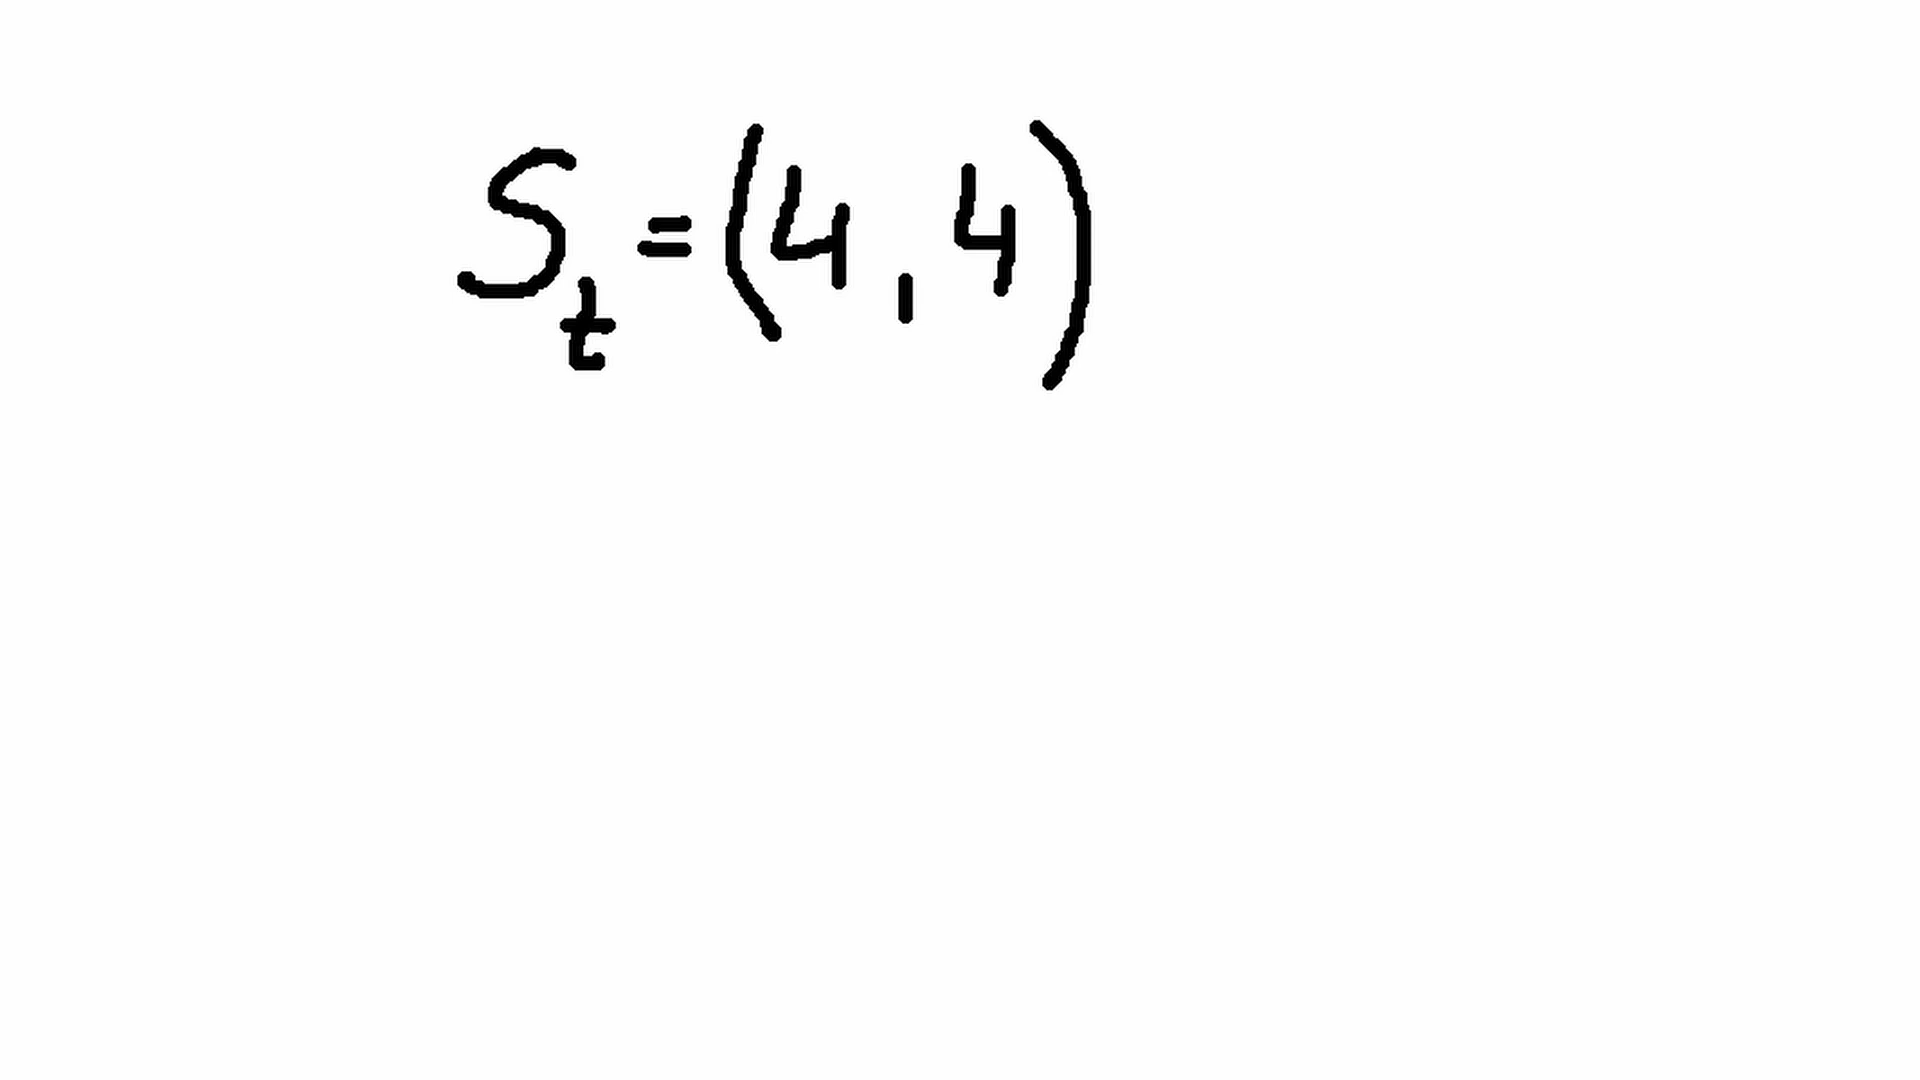 S_t = (4, 4)